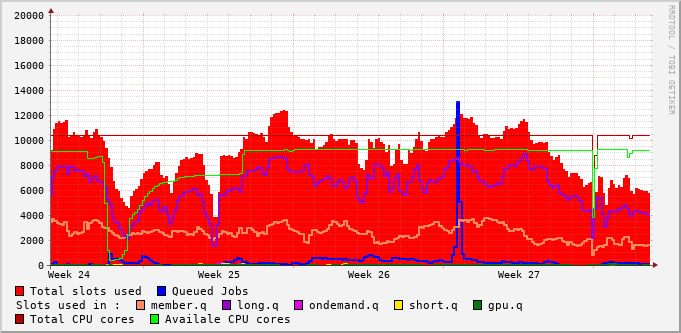 20000
18000
16000
14000
12000
10000
8000
6000
4000
2000
0
Week 24 Week 25 Week 26 Week 27
Total slots used Queued Jobs
Slots used in : member.q long.q ondemand.q short.q gpu.q
Total CPU cores Availale CPU cores
RRDTOOL / TOBI OETIKER